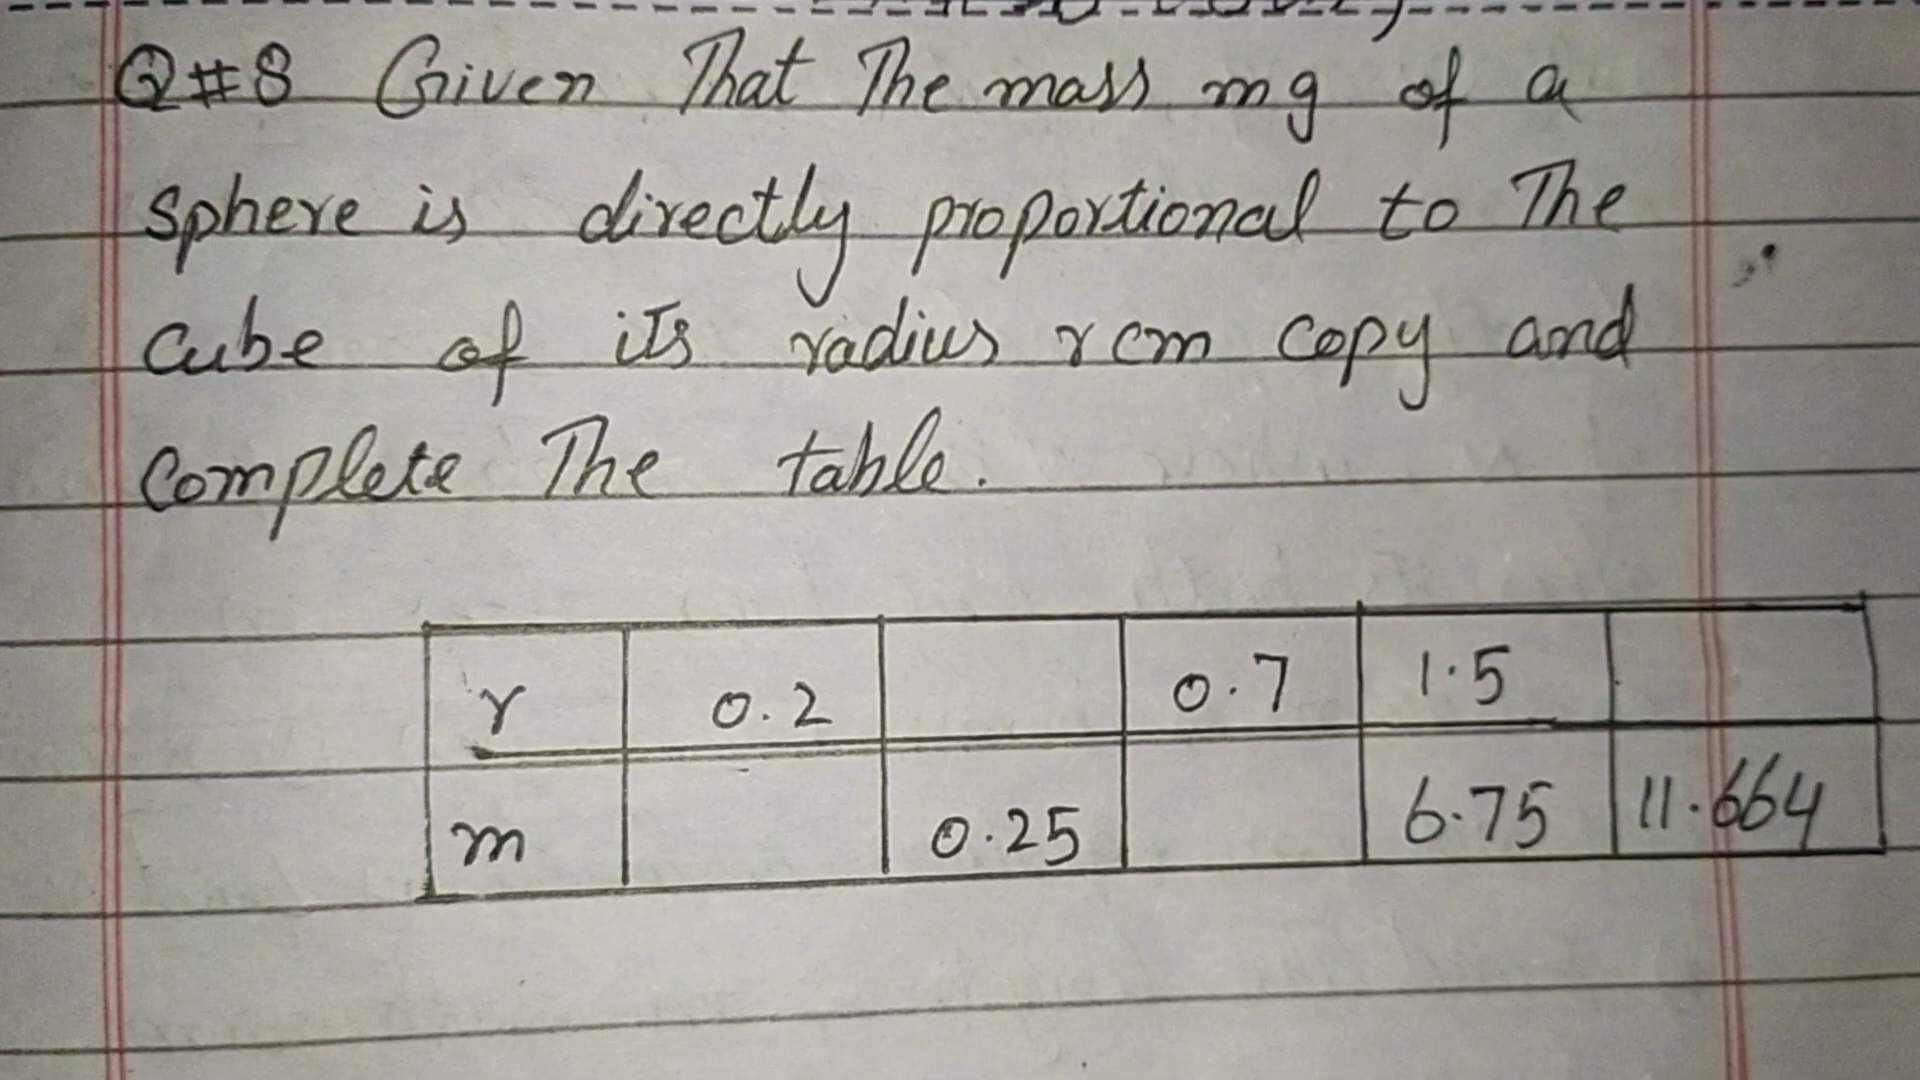 Q#8 Given That The mass mg of a
sphere is directly proportional to The
cube of its radius rcm copy and
complete The table.
r 0.2 0.7 1.5
m 0.25 6.75 11.664